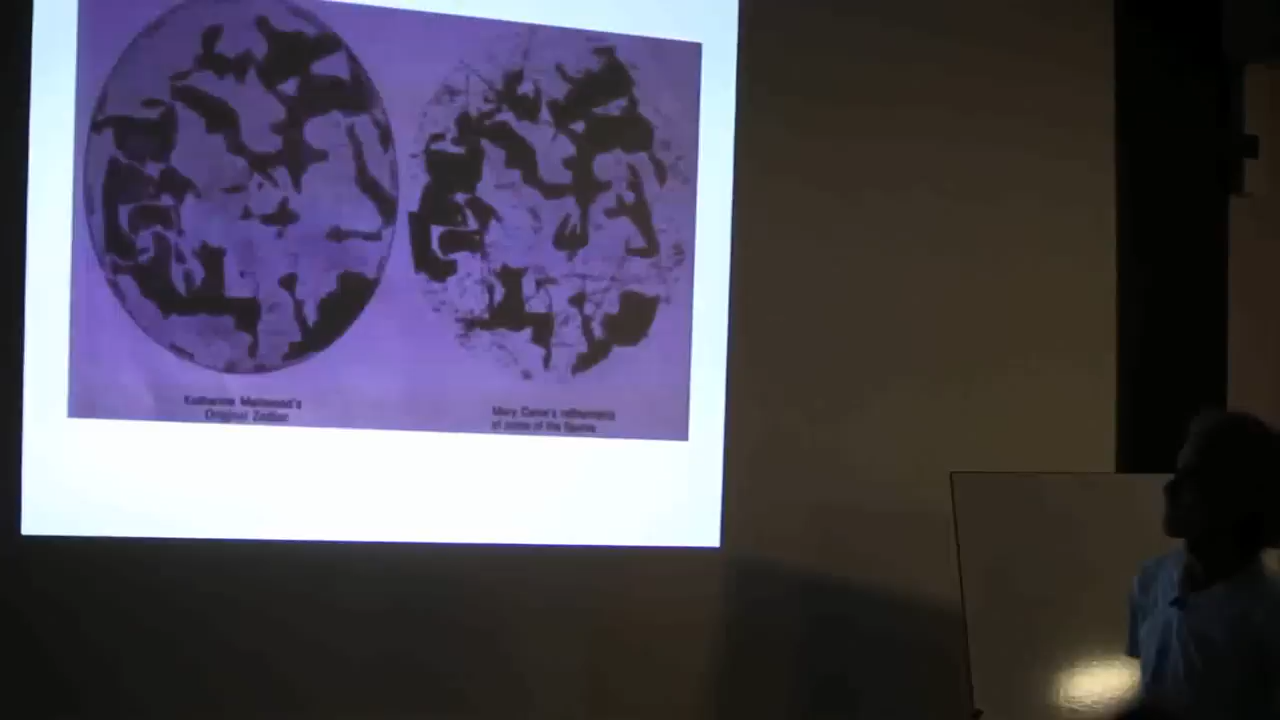 Katharine Maltwood's
Original Zodiac
Mary Caine's refinements
of some of the figures